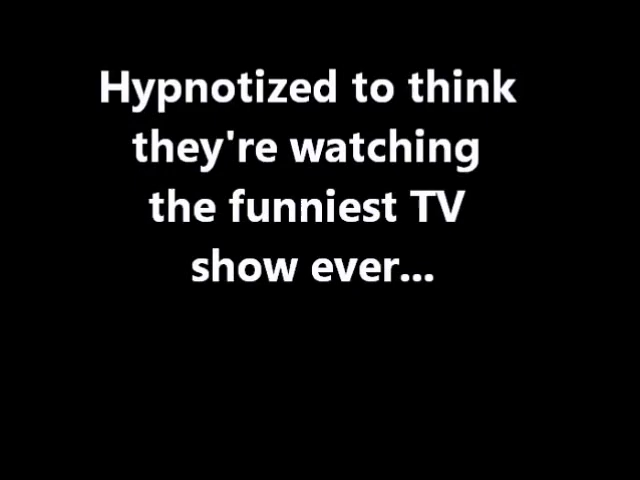 Hypnotized to think
they're watching
the funniest TV
show ever...